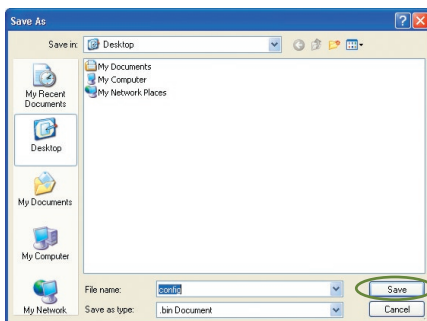 Save As
Save in:
Desktop
My Recent
Documents
Desktop
My Documents
My Computer
My Network
My Documents
My Computer
My Network Places
File name:
config
Save
Save as type:
.bin Document
Cancel